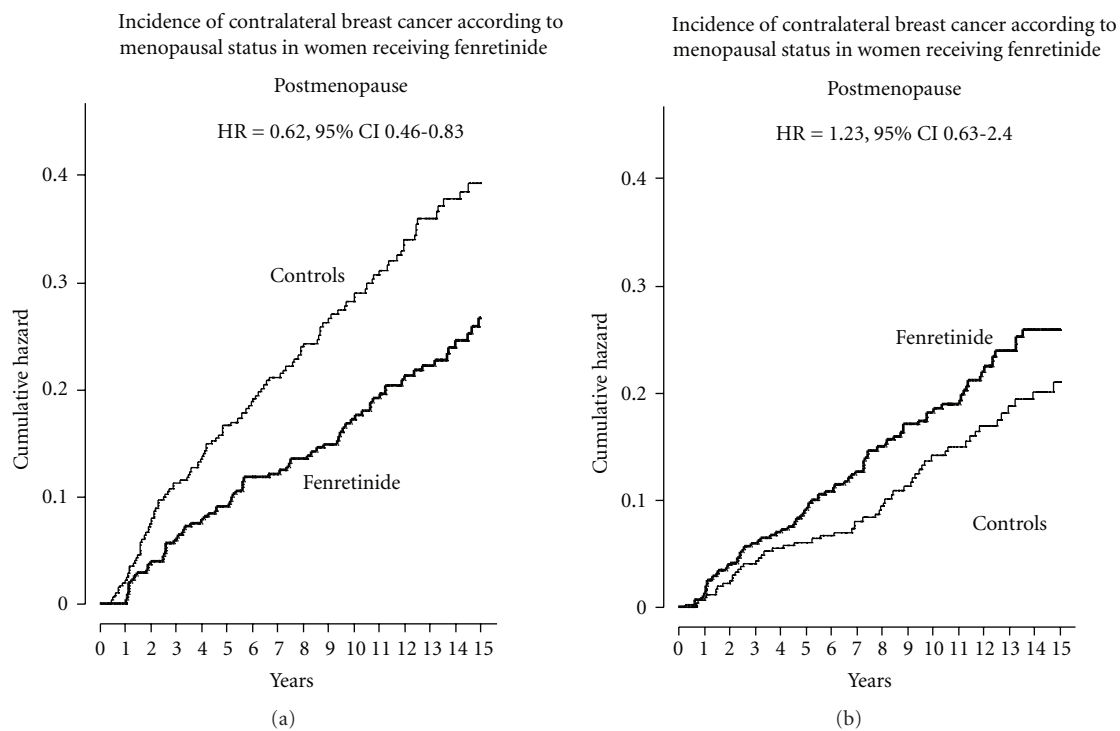 Incidence of contralateral breast cancer according to
menopausal status in women receiving fenretinide
Postmenopause
HR = 0.62, 95% CI 0.46-0.83
0.4
0.3
0.2
0.1
0
Cumulative hazard
Controls
Fenretinide
0 1 2 3 4 5 6 7 8 9 10 11 12 13 14 15
Years
(a)
Incidence of contralateral breast cancer according to
menopausal status in women receiving fenretinide
Postmenopause
HR = 1.23, 95% CI 0.63-2.4
0.4
0.3
0.2
0.1
0
Cumulative hazard
Fenretinide
Controls
0 1 2 3 4 5 6 7 8 9 10 11 12 13 14 15
Years
(b)